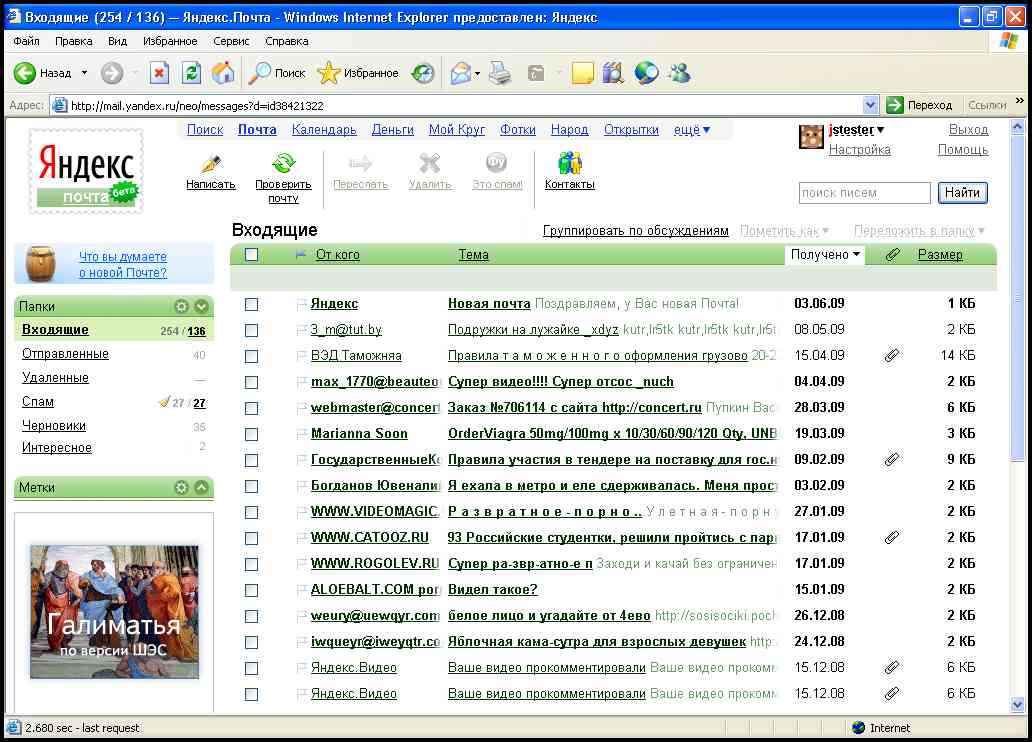 Входящие (254 / 136) — Яндекс.Почта - Windows Internet Explorer предоставлен: Яндекс
Файл Правка Вид Избранное Сервис Справка
Назад Поиск Избранное
Адрес: http://mail.yandex.ru/neo/messages?d=id38421322 Переход Ссылки »
Поиск Почта Календарь Деньги Мой Круг Фотки Народ Открытки ещё▼
jstester▼ Выход
Настройка Помощь
Яндекс
почта бета
Написать Проверить почту Переслать Удалить Это спам! Контакты
поиск писем Найти
Входящие
Группировать по обсуждениям Пометить как▼ Переложить в папку▼
Что вы думаете
о новой Почте?
От кого Тема Получено▼ Размер
Папки
Входящие 254 / 136
Отправленные 40
Удаленные —
Спам 27 / 27
Черновики 35
Интересное 2
Метки
Галиматья
по версии ШЭС
Яндекс Новая почта Поздравляем, у Вас новая Почта! 03.06.09 1 КБ
3_m@tut.by Подружки на лужайке _xdyz kutr,lr5tk kutr,lr5tk kutr,lr5t 08.05.09 2 КБ
ВЭД Таможняа Правила т а м о ж е н н о г о оформления грузово 20-2 15.04.09 14 КБ
max_1770@beauteo Супер видео!!!! Супер отсос _nuch 04.04.09 2 КБ
webmaster@concert Заказ №706114 с сайта http://concert.ru Пупкин Вас 28.03.09 6 КБ
Marianna Soon OrderViagra 50mg/100mg x 10/30/60/90/120 Qty, UNB 19.03.09 3 КБ
ГосударственныеКо Правила участия в тендере на поставку для гос.н 09.02.09 9 КБ
Богданов Ювенали Я ехала в метро и еле сдерживалась. Меня прос 03.02.09 2 КБ
WWW.VIDEOMAGIC. Р а з в р а т н о е - п о р н о .. У л е т н а я - п о р н 27.01.09 2 КБ
WWW.CATOOZ.RU 93 Российские студентки, решили пройтись с пар 17.01.09 2 КБ
WWW.ROGOLEV.RU Супер ра-звр-атно-е п Заходи и качай без ограничен 17.01.09 2 КБ
ALOEBALT.COM por Видел такое? 15.01.09 2 КБ
weury@uewqyr.com белое лицо и угадайте от 4ево http://sosisociki.poch 26.12.08 2 КБ
iwqueyr@iweyqtr.co Яблочная кама-сутра для взрослых девушек http: 24.12.08 2 КБ
Яндекс.Видео Ваше видео прокомментировали Ваше видео прокомм 15.12.08 6 КБ
Яндекс.Видео Ваше видео прокомментировали Ваше видео прокомм 15.12.08 6 КБ
2.680 sec - last request Internet